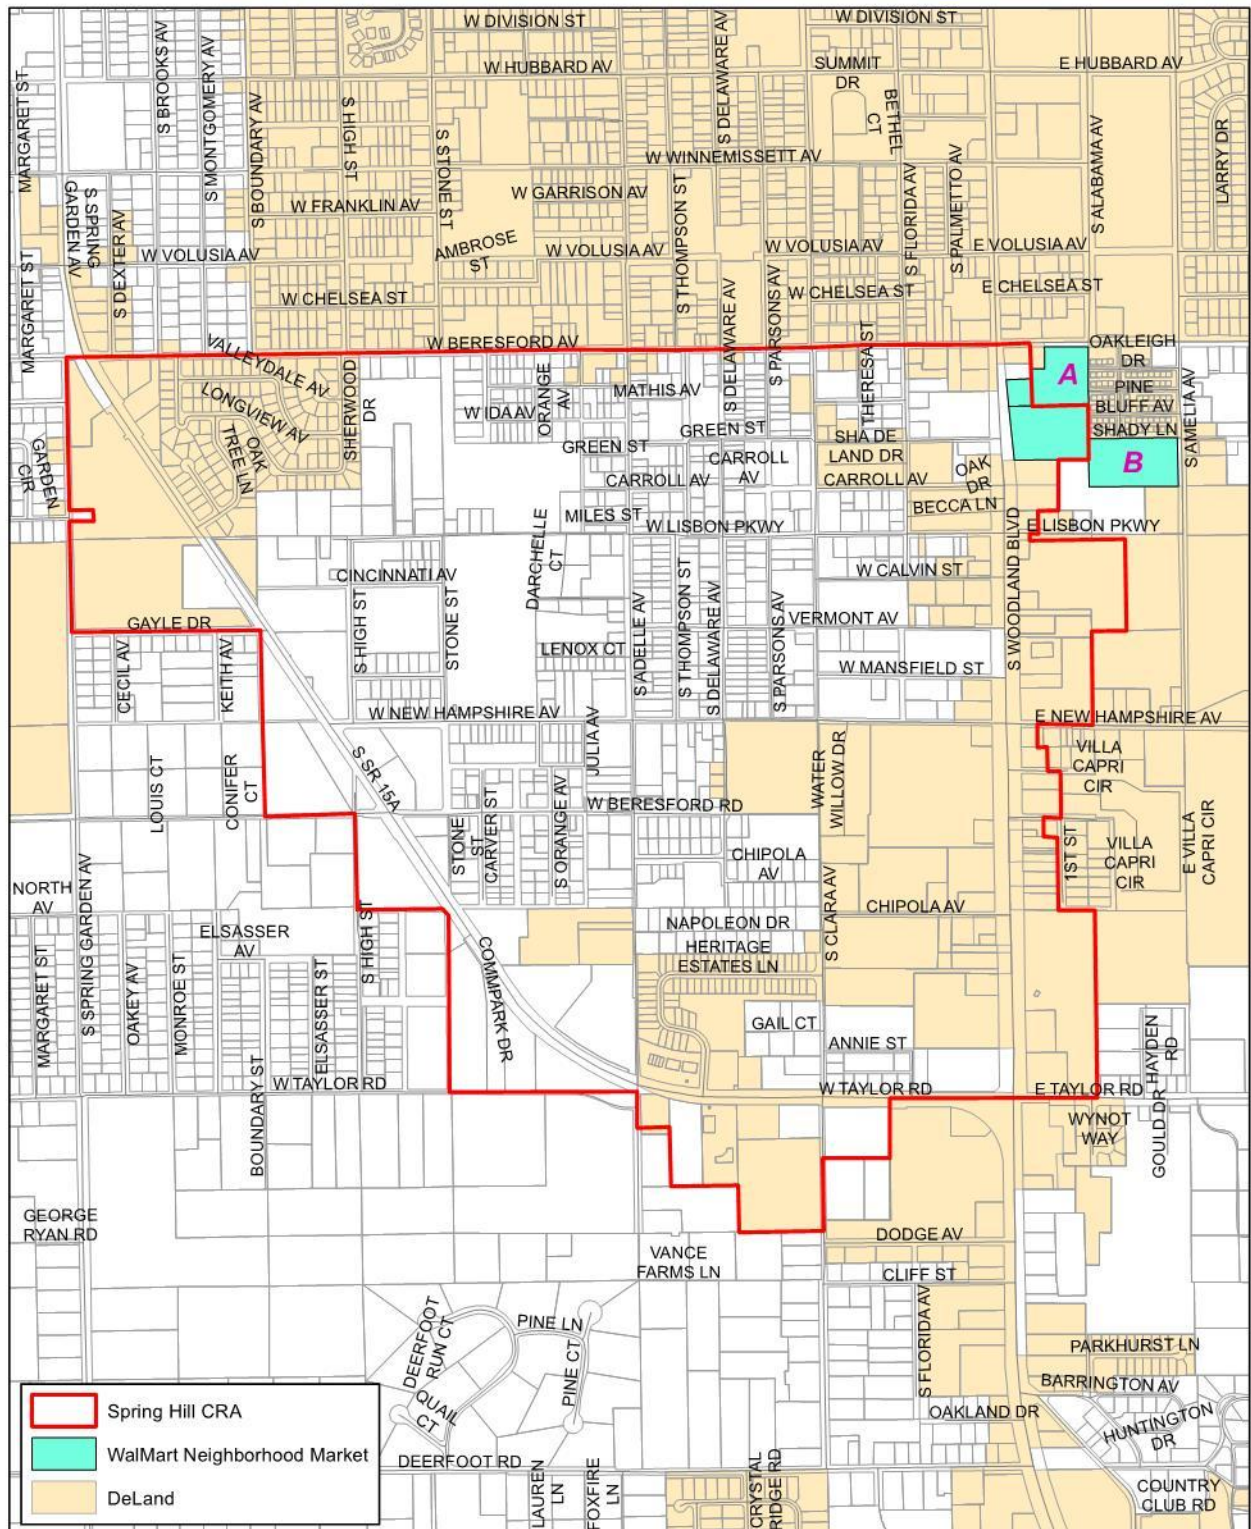 W DIVISION ST
W DIVISION ST
W HUBBARD AV
SUMMIT
DR
E HUBBARD AV
MARGARET ST
S BROOKS AV
S MONTGOMERY AV
S BOUNDARY AV
S HIGH ST
S STONE ST
S DELAWARE AV
BETHEL
CT
S ALABAMA AV
LARRY DR
W WINNEMISSETT AV
S SPRING
GARDEN AV
S DEXTER AV
W FRANKLIN AV
W GARRISON AV
S THOMPSON ST
S FLORIDA AV
S PALMETTO AV
W VOLUSIA AV
AMBROSE
ST
W VOLUSIA AV
W VOLUSIA AV
E VOLUSIA AV
MARGARET ST
W CHELSEA ST
S DELAWARE AV
S PARSONS AV
W CHELSEA ST
E CHELSEA ST
W BERESFORD AV
VALLEYDALE AV
LONGVIEW AV
OAK
TREE LN
SHERWOOD
DR
ORANGE
AV
MATHIS AV
THERESA ST
OAKLEIGH
DR
A
PINE
BLUFF AV
SHADY LN
S AMELIA AV
W IDA AV
GREEN ST
GREEN ST
SHA DE
LAND DR
GARDEN
CIR
CARROLL AV
CARROLL
AV
CARROLL AV
OAK
DR
B
BECCA LN
MILES ST
W LISBON PKWY
E LISBON PKWY
DARCHELLE
CT
CINCINNATI AV
W CALVIN ST
S WOODLAND BLVD
S HIGH ST
STONE ST
S ADELLE AV
S THOMPSON ST
S DELAWARE AV
S PARSONS AV
VERMONT AV
GAYLE DR
CECIL AV
KEITH AV
LENOX CT
W MANSFIELD ST
W NEW HAMPSHIRE AV
E NEW HAMPSHIRE AV
JULIA AV
LOUIS CT
CONIFER
CT
S SR 15A
WATER
WILLOW DR
VILLA
CAPRI
CIR
W BERESFORD RD
STONE
ST
CARVER ST
S ORANGE AV
CHIPOLA
AV
1ST ST
VILLA
CAPRI
CIR
E VILLA
CAPRI CIR
NORTH
AV
S SPRING GARDEN AV
S CLARA AV
CHIPOLA AV
NAPOLEON DR
ELSASSER
AV
S HIGH ST
HERITAGE
ESTATES LN
MARGARET ST
OAKEY AV
MONROE ST
ELSASSER ST
COMMPARK DR
GAIL CT
ANNIE ST
HAYDEN
RD
BOUNDARY ST
W TAYLOR RD
W TAYLOR RD
E TAYLOR RD
WYNOT
WAY
GOULD DR
GEORGE
RYAN RD
DODGE AV
VANCE
FARMS LN
CLIFF ST
DEERFOOT
RUN CT
PINE LN
PINE CT
S FLORIDA AV
PARKHURST LN
BARRINGTON AV
QUAIL
CT
OAKLAND DR
HUNTINGTON
DR
DEERFOOT RD
LAUREN
LN
FOXFIRE
LN
CRYSTAL
RIDGE RD
COUNTRY
CLUB RD
Spring Hill CRA
WalMart Neighborhood Market
DeLand